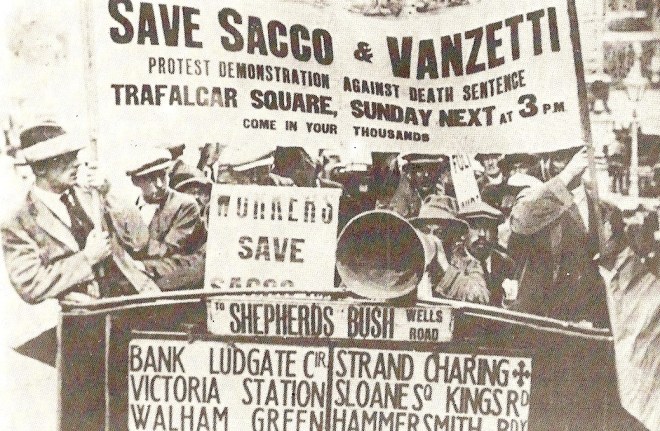 SAVE SACCO & VANZETTI
PROTEST DEMONSTRATION AGAINST DEATH SENTENCE
TRAFALGAR SQUARE, SUNDAY NEXT AT 3 P.M.
COME IN YOUR THOUSANDS
WORKERS
SAVE
SACCO
TO SHEPHERDS BUSH WELLS ROAD
BANK LUDGATE CIR.
VICTORIA STATION
WALHAM GREEN
STRAND CHARING
SLOANE SQ KINGS RD
HAMMERSMITH BDY